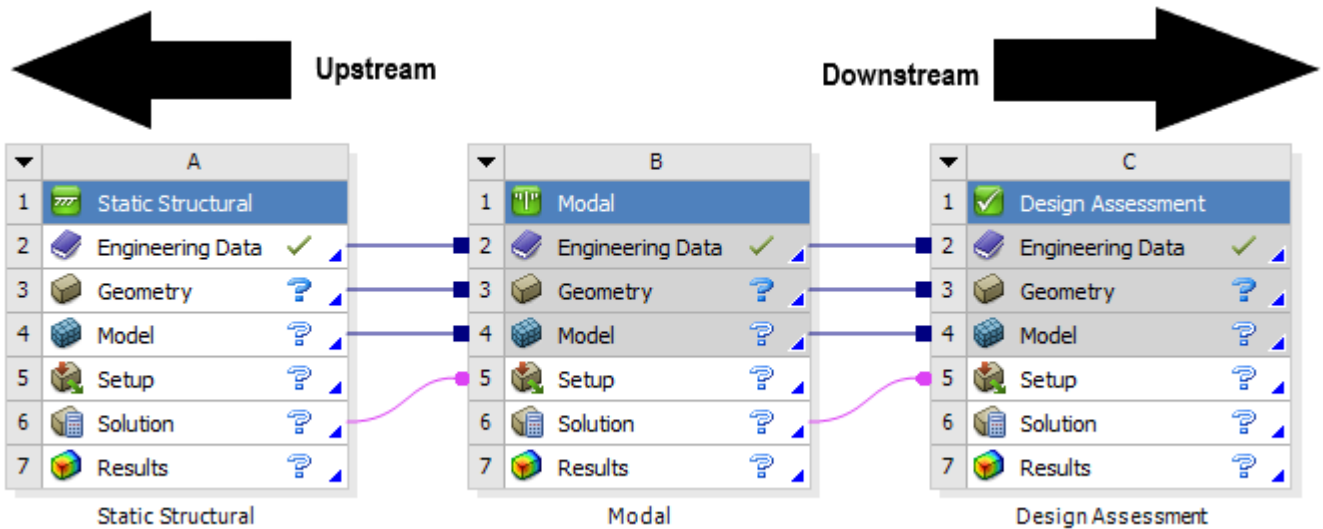 Upstream
Downstream
A
1 Static Structural
2 Engineering Data
3 Geometry
4 Model
5 Setup
6 Solution
7 Results
Static Structural
B
1 Modal
2 Engineering Data
3 Geometry
4 Model
5 Setup
6 Solution
7 Results
Modal
C
1 Design Assessment
2 Engineering Data
3 Geometry
4 Model
5 Setup
6 Solution
7 Results
Design Assessment